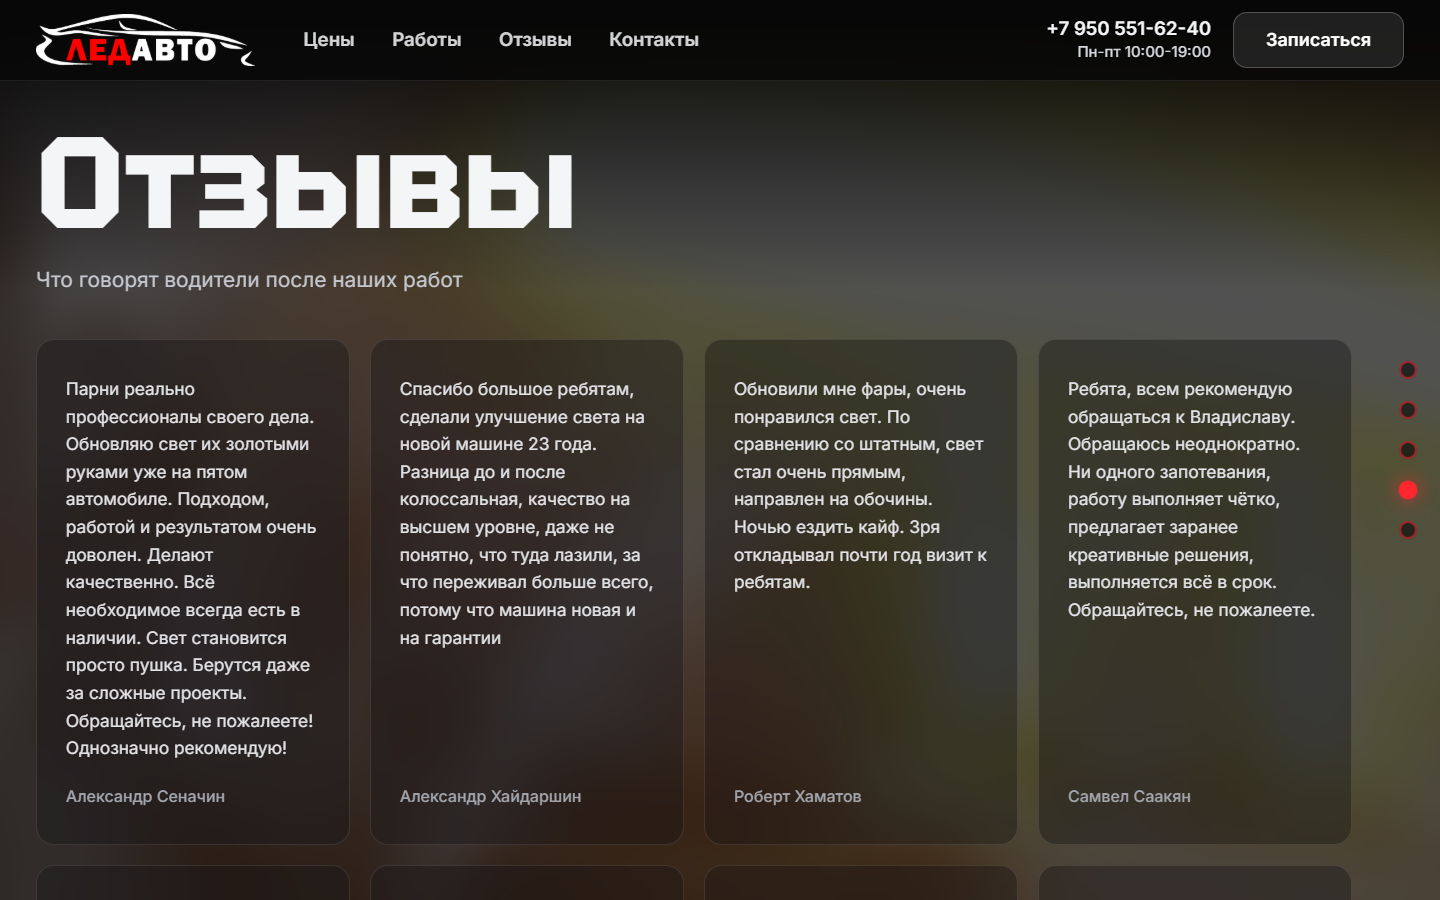 ЛЕДАВТО
Цены
Работы
Отзывы
Контакты
+7 950 551-62-40
Пн-пт 10:00-19:00
Записаться
Отзывы
Что говорят водители после наших работ
Парни реально
профессионалы своего дела.
Обновляю свет их золотыми
руками уже на пятом
автомобиле. Подходом,
работой и результатом очень
доволен. Делают
качественно. Всё
необходимое всегда есть в
наличии. Свет становится
просто пушка. Берутся даже
за сложные проекты.
Обращайтесь, не пожалеете!
Однозначно рекомендую!
Александр Сеначин
Спасибо большое ребятам,
сделали улучшение света на
новой машине 23 года.
Разница до и после
колоссальная, качество на
высшем уровне, даже не
понятно, что туда лазили, за
что переживал больше всего,
потому что машина новая и
на гарантии
Александр Хайдаршин
Обновили мне фары, очень
понравился свет. По
сравнению со штатным, свет
стал очень прямым,
направлен на обочины.
Ночью ездить кайф. Зря
откладывал почти год визит к
ребятам.
Роберт Хаматов
Ребята, всем рекомендую
обращаться к Владиславу.
Обращаюсь неоднократно.
Ни одного запотевания,
работу выполняет чётко,
предлагает заранее
креативные решения,
выполняется всё в срок.
Обращайтесь, не пожалеете.
Самвел Саакян